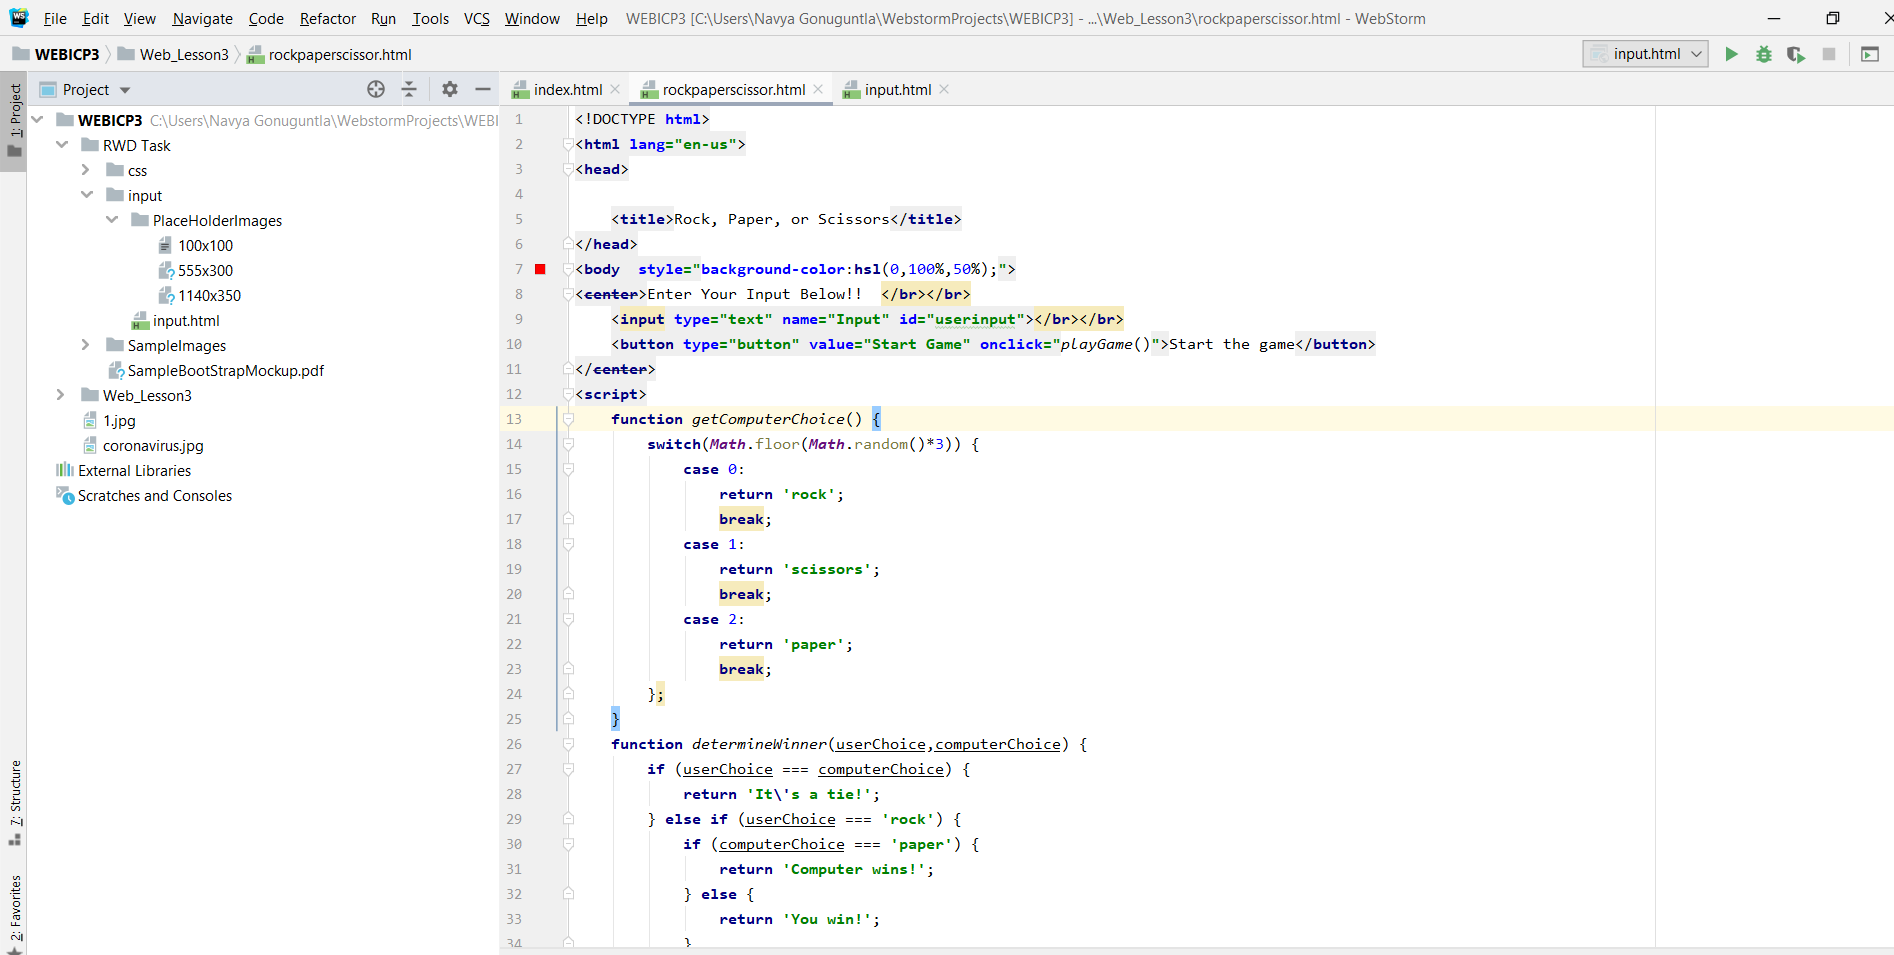 File Edit View Navigate Code Refactor Run Tools VCS Window Help WEBICP3 [C:\Users\Navya Gonuguntla\WebstormProjects\WEBICP3] - ...\Web_Lesson3\rockpaperscissor.html - WebStorm
WEBICP3 Web_Lesson3 rockpaperscissor.html input.html
Project
index.html rockpaperscissor.html input.html
1: Project
7: Structure
2: Favorites
WEBICP3 C:\Users\Navya Gonuguntla\WebstormProjects\WEBI
RWD Task
css
input
PlaceHolderImages
100x100
555x300
1140x350
input.html
SampleImages
SampleBootStrapMockup.pdf
Web_Lesson3
1.jpg
coronavirus.jpg
External Libraries
Scratches and Consoles
1 <!DOCTYPE html>
2 <html lang="en-us">
3 <head>
4
5 <title>Rock, Paper, or Scissors</title>
6 </head>
7 <body  style="background-color:hsl(0,100%,50%);">
8 <center>Enter Your Input Below!!  </br></br>
9 <input type="text" name="Input" id="userinput"></br></br>
10 <button type="button" value="Start Game" onclick="playGame()">Start the game</button>
11 </center>
12 <script>
13 function getComputerChoice() {
14 switch(Math.floor(Math.random()*3)) {
15 case 0:
16 return 'rock';
17 break;
18 case 1:
19 return 'scissors';
20 break;
21 case 2:
22 return 'paper';
23 break;
24 };
25 }
26 function determineWinner(userChoice,computerChoice) {
27 if (userChoice === computerChoice) {
28 return 'It\'s a tie!';
29 } else if (userChoice === 'rock') {
30 if (computerChoice === 'paper') {
31 return 'Computer wins!';
32 } else {
33 return 'You win!';
34 }